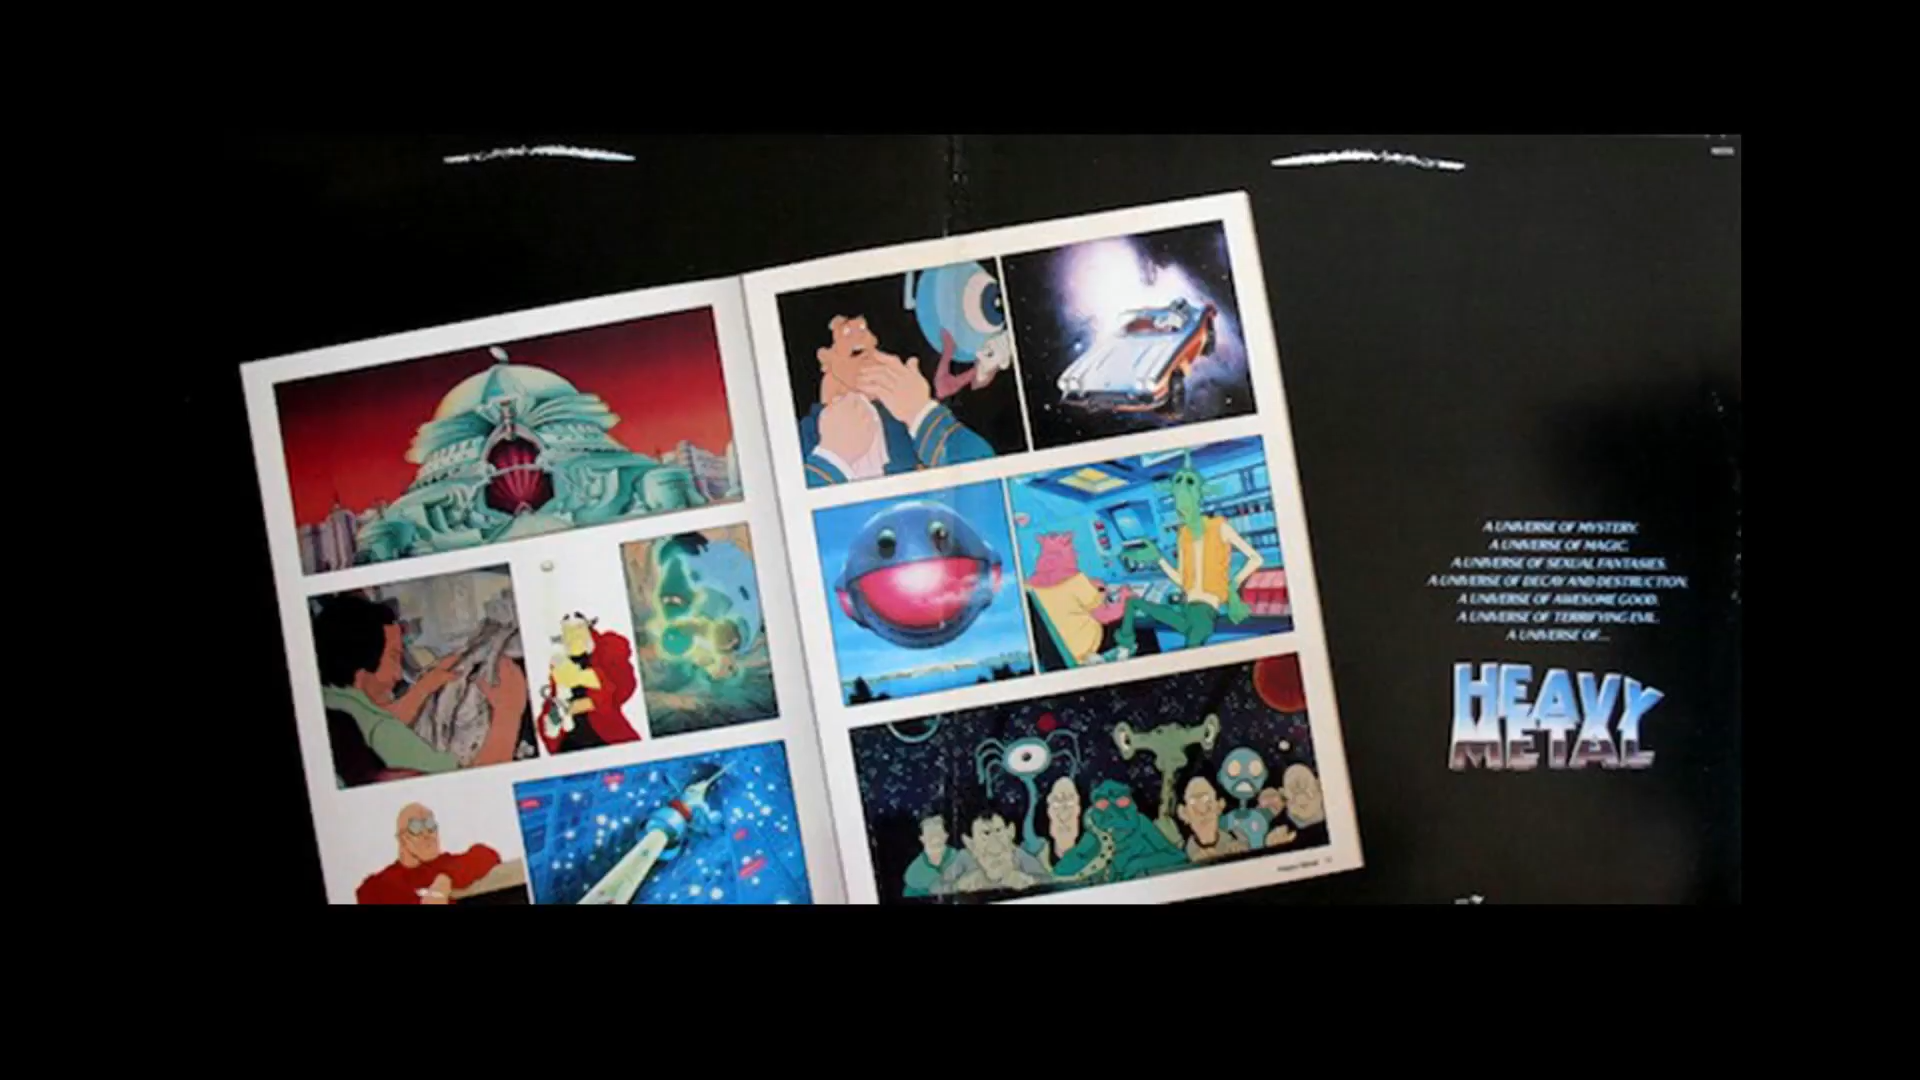 A UNIVERSE OF MYSTERY.
A UNIVERSE OF MAGIC.
A UNIVERSE OF SEXUAL FANTASIES.
A UNIVERSE OF DECAY AND DESTRUCTION.
A UNIVERSE OF AWESOME GOOD.
A UNIVERSE OF TERRIFYING EVIL.
A UNIVERSE OF...
HEAVY
METAL